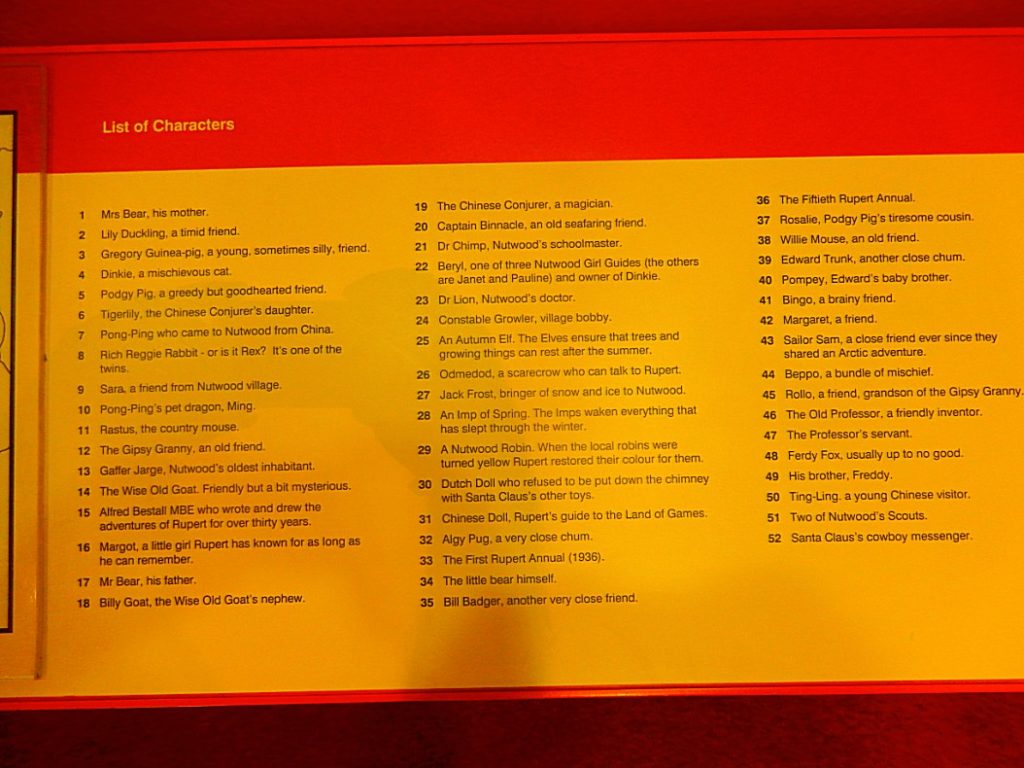 List of Characters
1 Mrs Bear, his mother.
2 Lily Duckling, a timid friend.
3 Gregory Guinea-pig, a young, sometimes silly, friend.
4 Dinkie, a mischievous cat.
5 Podgy Pig, a greedy but goodhearted friend.
6 Tigerlily, the Chinese Conjurer's daughter.
7 Pong-Ping who came to Nutwood from China.
8 Rich Reggie Rabbit - or is it Rex? It's one of the
twins.
9 Sara, a friend from Nutwood village.
10 Pong-Ping's pet dragon, Ming.
11 Rastus, the country mouse.
12 The Gipsy Granny, an old friend.
13 Gaffer Jarge, Nutwood's oldest inhabitant.
14 The Wise Old Goat. Friendly but a bit mysterious.
15 Alfred Bestall MBE who wrote and drew the
adventures of Rupert for over thirty years.
16 Margot, a little girl Rupert has known for as long as
he can remember.
17 Mr Bear, his father.
18 Billy Goat, the Wise Old Goat's nephew.
19 The Chinese Conjurer, a magician.
20 Captain Binnacle, an old seafaring friend.
21 Dr Chimp, Nutwood's schoolmaster.
22 Beryl, one of three Nutwood Girl Guides (the others
are Janet and Pauline) and owner of Dinkie.
23 Dr Lion, Nutwood's doctor.
24 Constable Growler, village bobby.
25 An Autumn Elf. The Elves ensure that trees and
growing things can rest after the summer.
26 Odmedod, a scarecrow who can talk to Rupert.
27 Jack Frost, bringer of snow and ice to Nutwood.
28 An Imp of Spring. The Imps waken everything that
has slept through the winter.
29 A Nutwood Robin. When the local robins were
turned yellow Rupert restored their colour for them.
30 Dutch Doll who refused to be put down the chimney
with Santa Claus's other toys.
31 Chinese Doll, Rupert's guide to the Land of Games.
32 Algy Pug, a very close chum.
33 The First Rupert Annual (1936).
34 The little bear himself.
35 Bill Badger, another very close friend.
36 The Fiftieth Rupert Annual.
37 Rosalie, Podgy Pig's tiresome cousin.
38 Willie Mouse, an old friend.
39 Edward Trunk, another close chum.
40 Pompey, Edward's baby brother.
41 Bingo, a brainy friend.
42 Margaret, a friend.
43 Sailor Sam, a close friend ever since they
shared an Arctic adventure.
44 Beppo, a bundle of mischief.
45 Rollo, a friend, grandson of the Gipsy Granny.
46 The Old Professor, a friendly inventor.
47 The Professor's servant.
48 Ferdy Fox, usually up to no good.
49 His brother, Freddy.
50 Ting-Ling, a young Chinese visitor.
51 Two of Nutwood's Scouts.
52 Santa Claus's cowboy messenger.